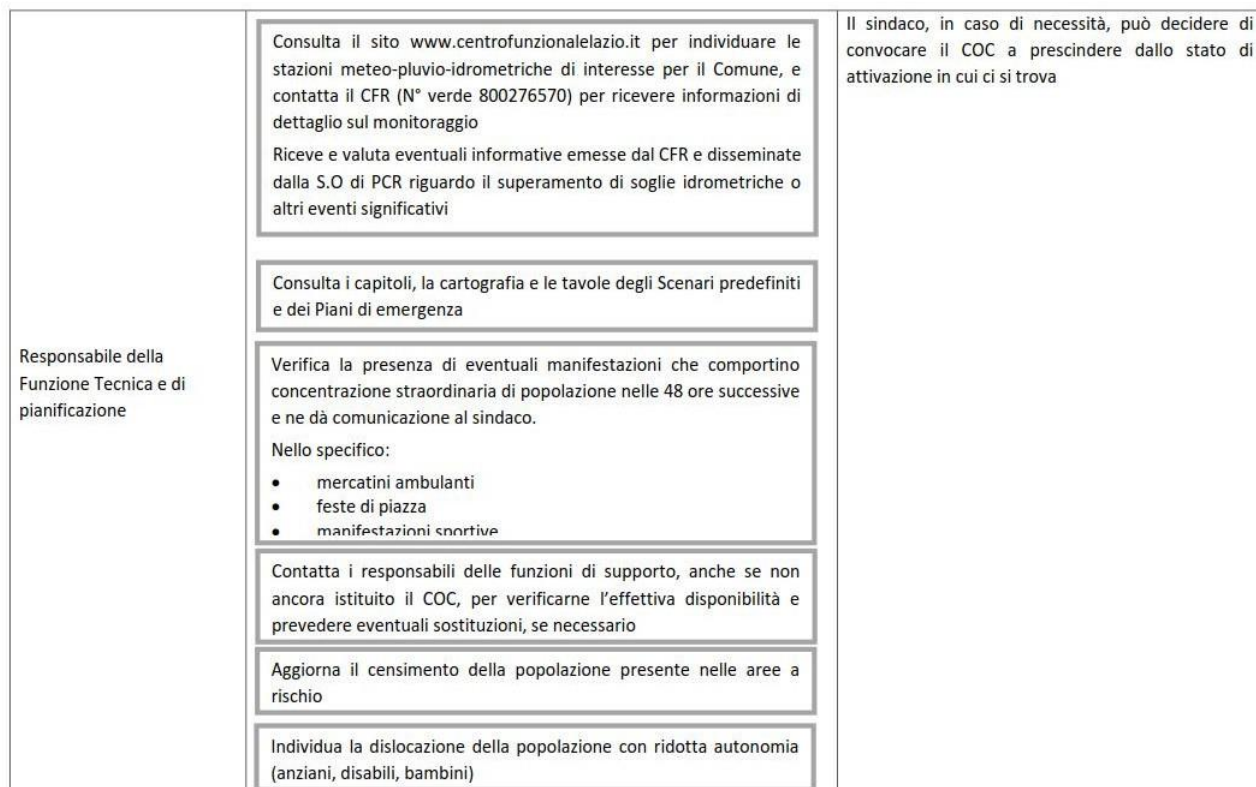 Responsabile della
Funzione Tecnica e di
pianificazione
Consulta il sito www.centrofunzionalelazio.it per individuare le
stazioni meteo-pluvio-idrometriche di interesse per il Comune, e
contatta il CFR (N° verde 800276570) per ricevere informazioni di
dettaglio sul monitoraggio
Riceve e valuta eventuali informative emesse dal CFR e disseminate
dalla S.O di PCR riguardo il superamento di soglie idrometriche o
altri eventi significativi
Consulta i capitoli, la cartografia e le tavole degli Scenari predefiniti
e dei Piani di emergenza
Verifica la presenza di eventuali manifestazioni che comportino
concentrazione straordinaria di popolazione nelle 48 ore successive
e ne dà comunicazione al sindaco.
Nello specifico:
• mercatini ambulanti
• feste di piazza
• manifestazioni sportive
Contatta i responsabili delle funzioni di supporto, anche se non
ancora istituito il COC, per verificarne l'effettiva disponibilità e
prevedere eventuali sostituzioni, se necessario
Aggiorna il censimento della popolazione presente nelle aree a
rischio
Individua la dislocazione della popolazione con ridotta autonomia
(anziani, disabili, bambini)
Il sindaco, in caso di necessità, può decidere di
convocare il COC a prescindere dallo stato di
attivazione in cui ci si trova